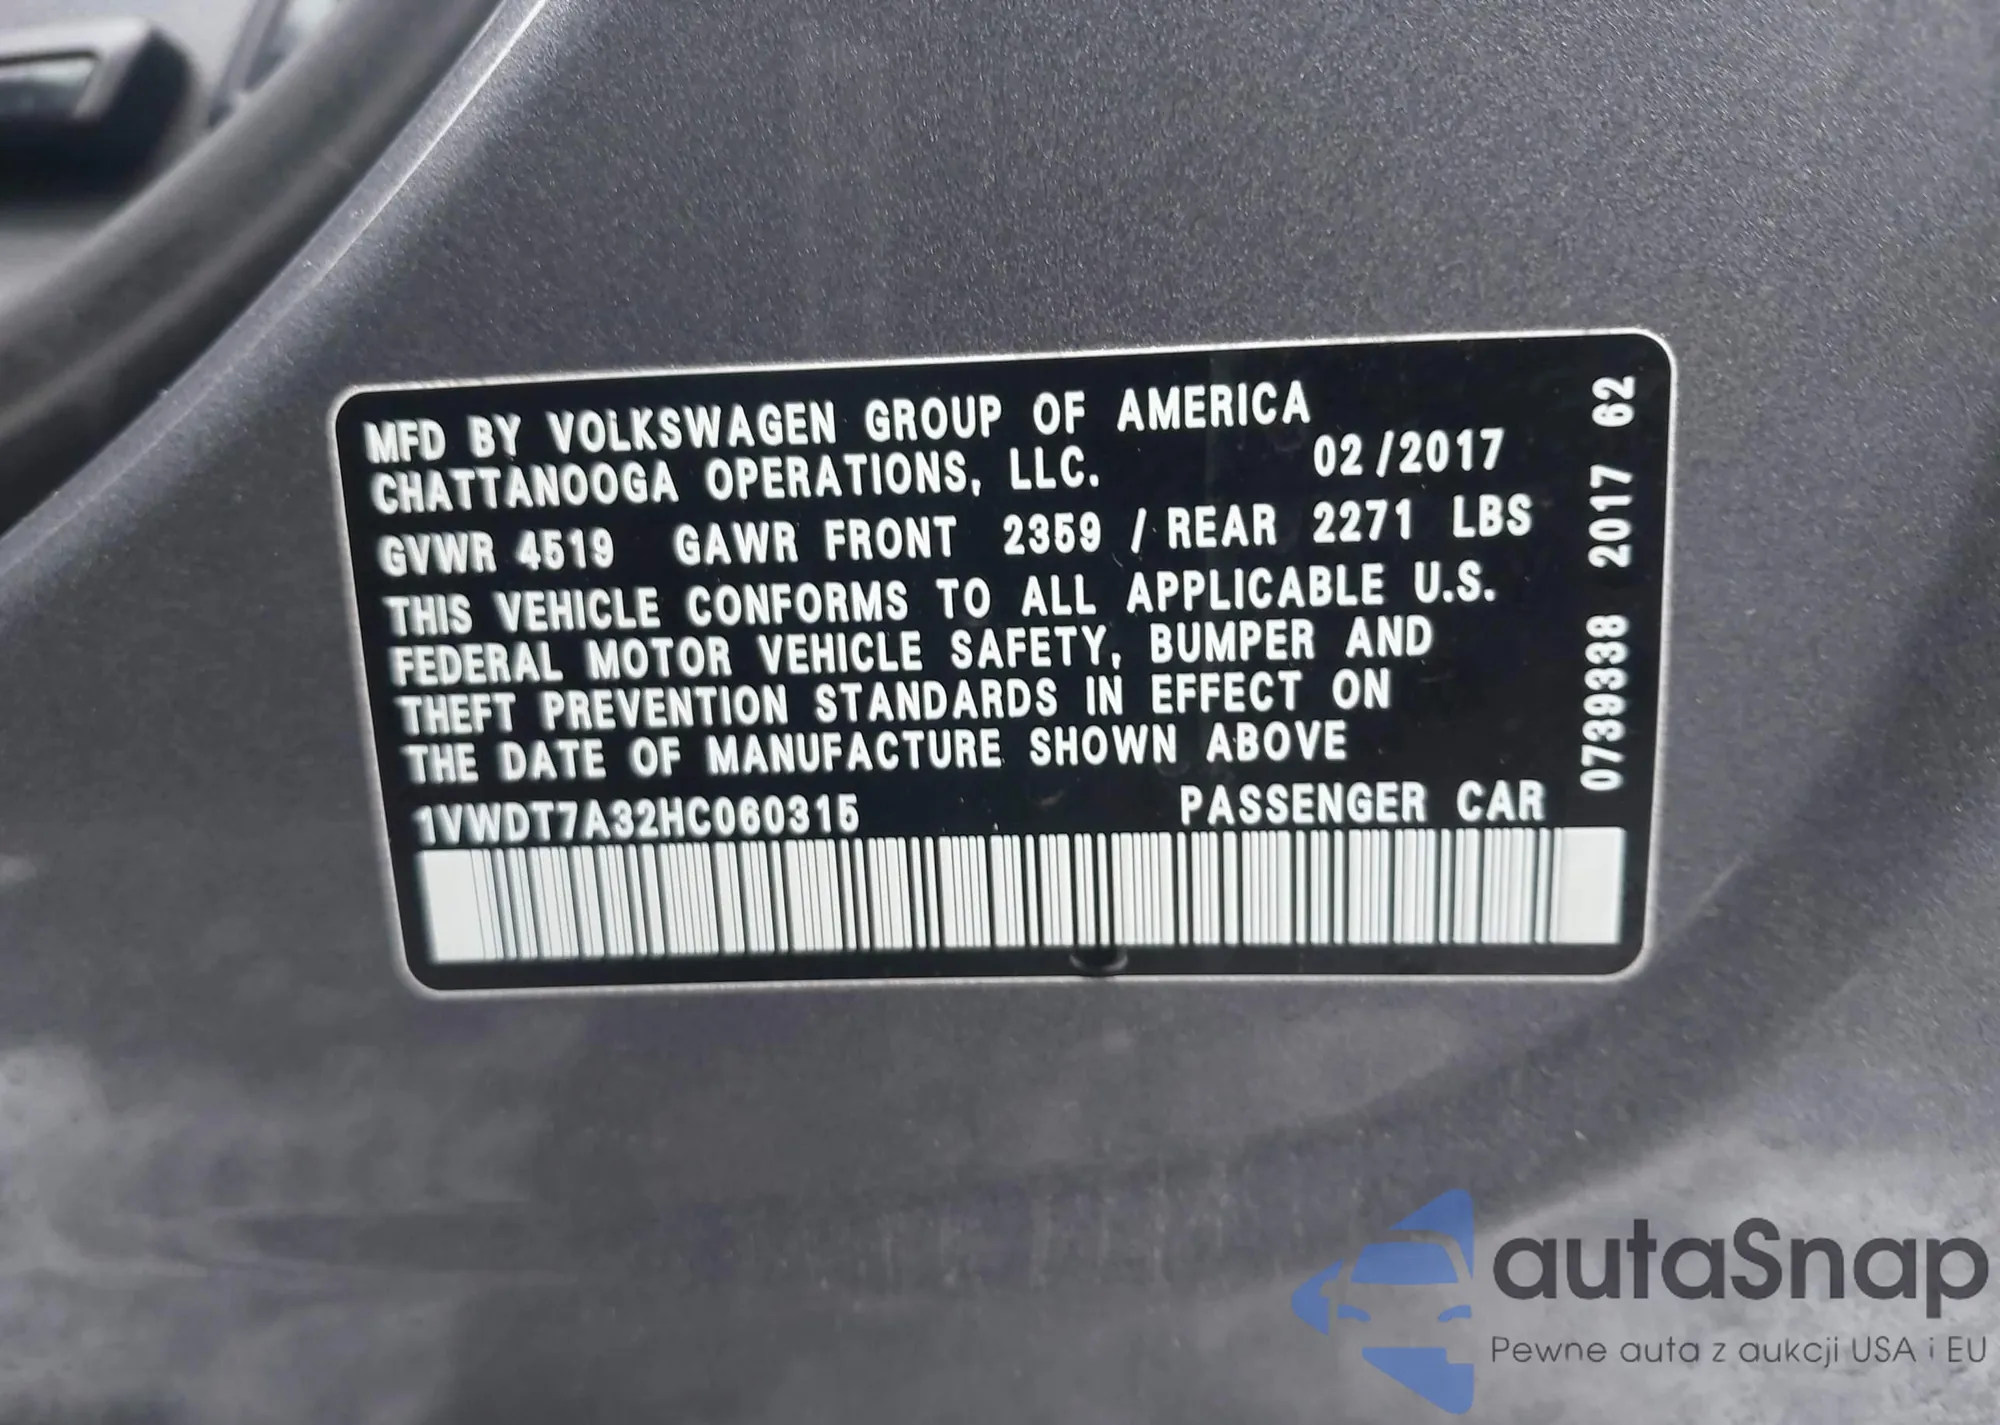 MFD BY VOLKSWAGEN GROUP OF AMERICA
CHATTANOOGA OPERATIONS, LLC. 02/2017
GVWR 4519 GAWR FRONT 2359 / REAR 2271 LBS
THIS VEHICLE CONFORMS TO ALL APPLICABLE U.S.
FEDERAL MOTOR VEHICLE SAFETY, BUMPER AND
THEFT PREVENTION STANDARDS IN EFFECT ON
THE DATE OF MANUFACTURE SHOWN ABOVE
1VWDT7A32HC060315 PASSENGER CAR
0739338 2017 62
autaSnap
Pewne auta z aukcji USA i EU